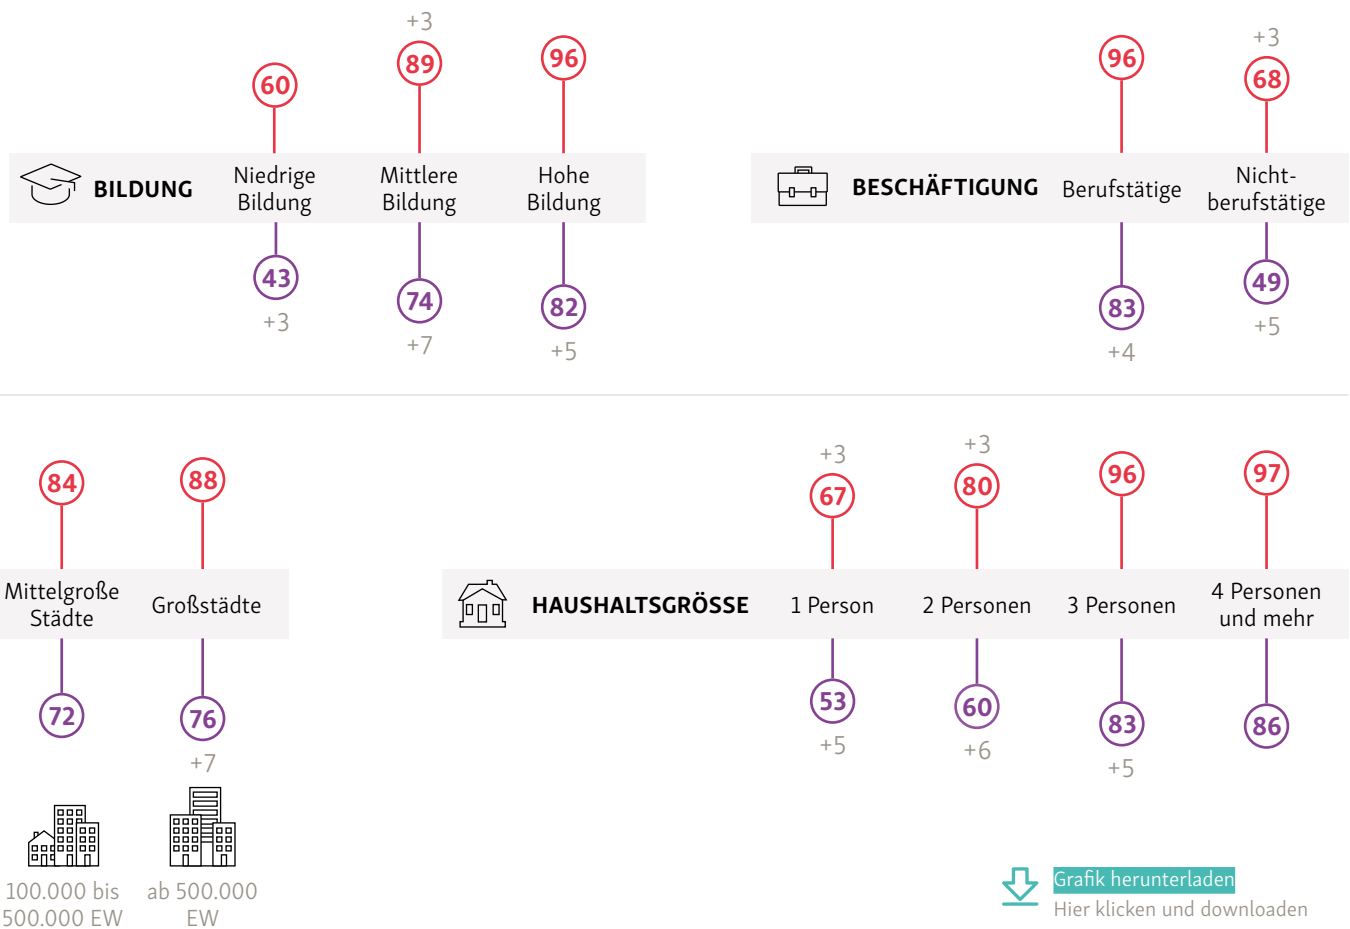 +3
60
89
96
BILDUNG
Niedrige
Bildung
Mittlere
Bildung
Hohe
Bildung
43
74
82
+3
+7
+5
+3
96
68
BESCHÄFTIGUNG
Berufstätige
Nicht-
berufstätige
83
49
+4
+5
84
88
Mittelgroße
Städte
Großstädte
72
76
+7
100.000 bis
500.000 EW
ab 500.000
EW
+3
+3
67
80
96
97
HAUSHALTSGRÖSSE
1 Person
2 Personen
3 Personen
4 Personen
und mehr
53
60
83
86
+5
+6
+5
Grafik herunterladen
Hier klicken und downloaden